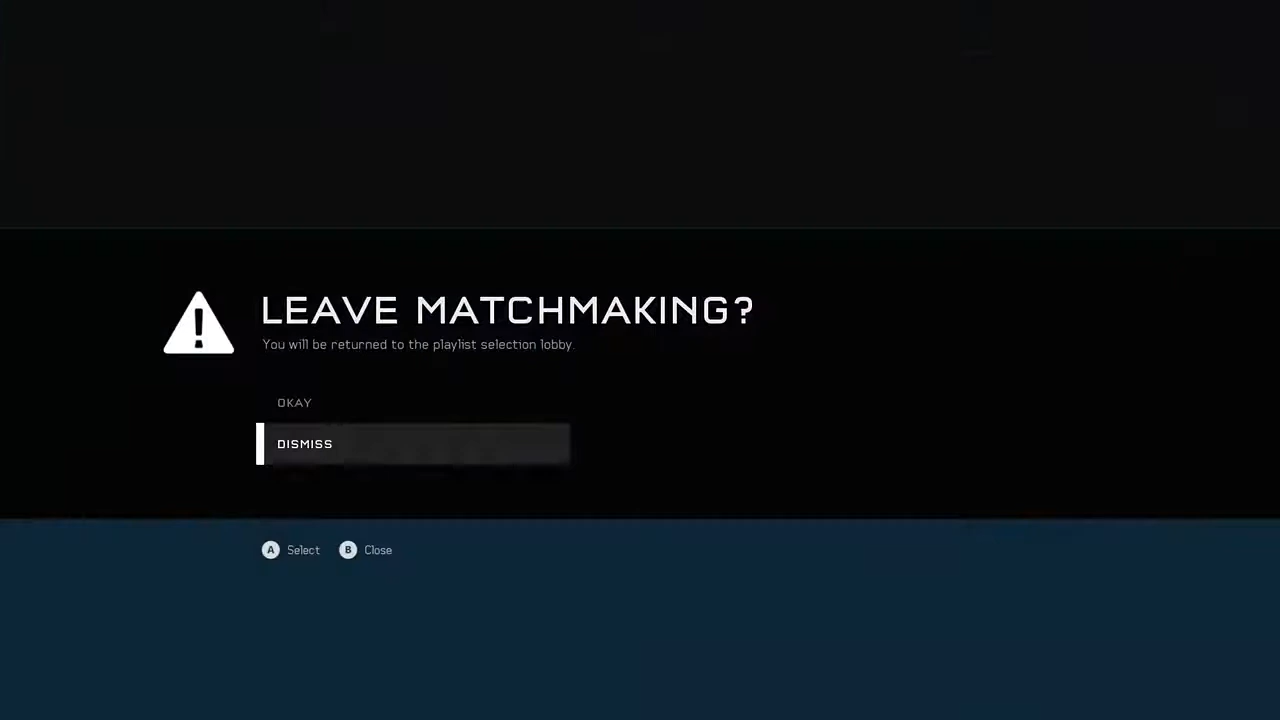 LEAVE MATCHMAKING?
You will be returned to the playlist selection lobby.
OKAY
DISMISS
A Select B Close